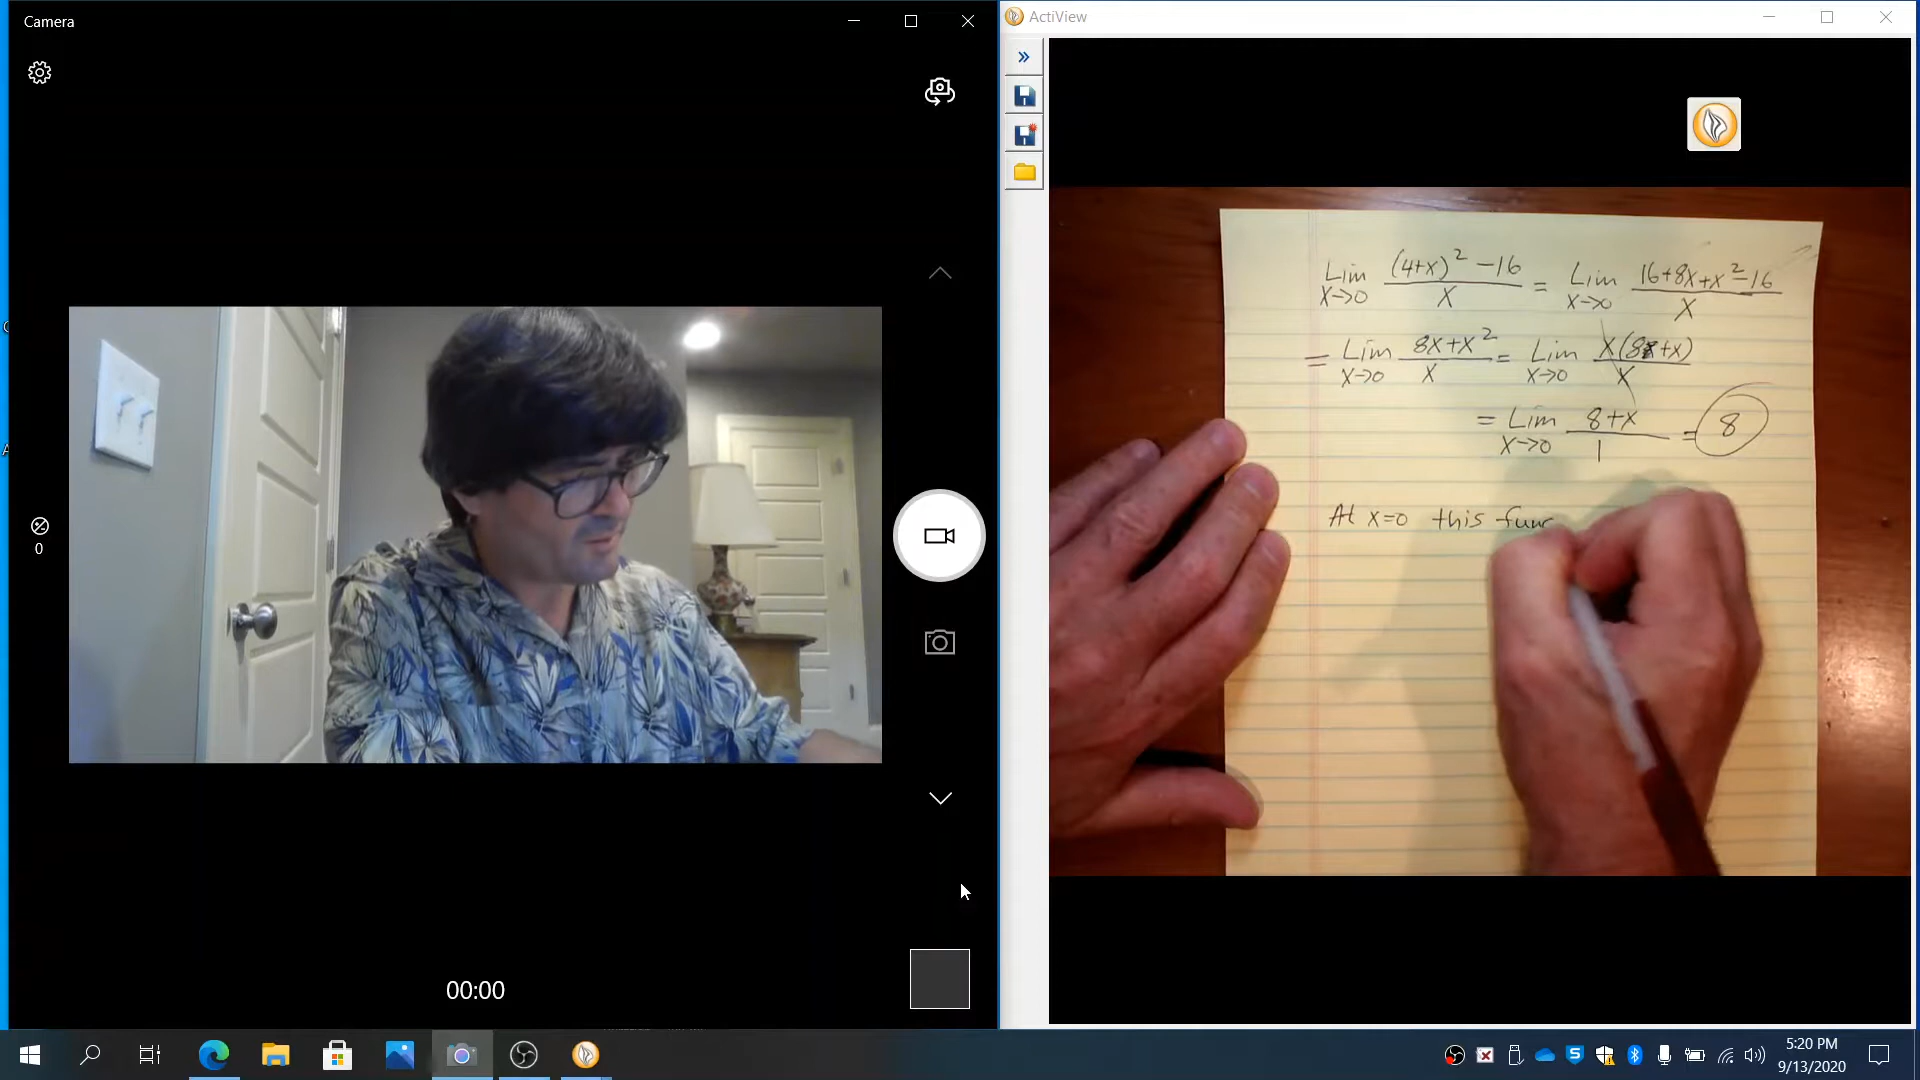 Camera
ActiView
Lim x→0 (4+x)² -16 / x = Lim x→0 16+8x+x²-16 / x
= Lim x→0 8x+x² / x = Lim x→0 x(8+x) / x
= Lim x→0 8+x / 1 = 8
At x=0 this func
0
00:00
5:20 PM
9/13/2020